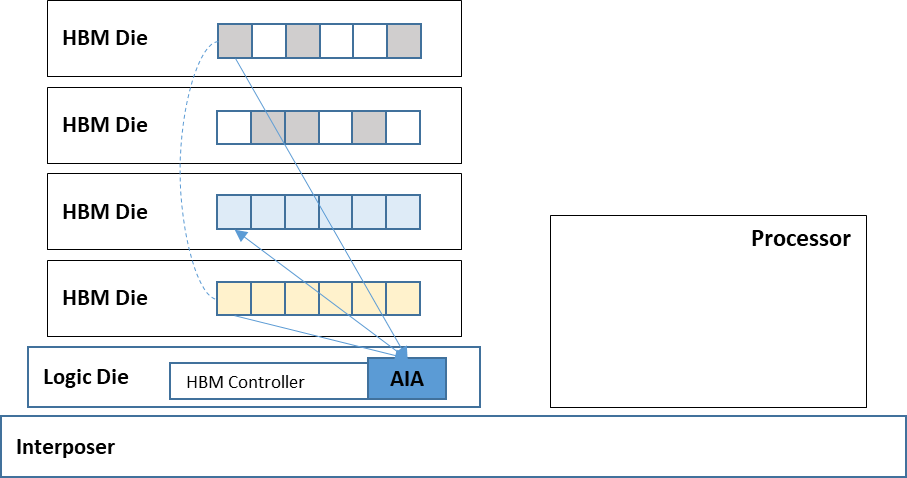 HBM Die
HBM Die
HBM Die
Processor
HBM Die
Logic Die
HBM Controller
AIA
Interposer